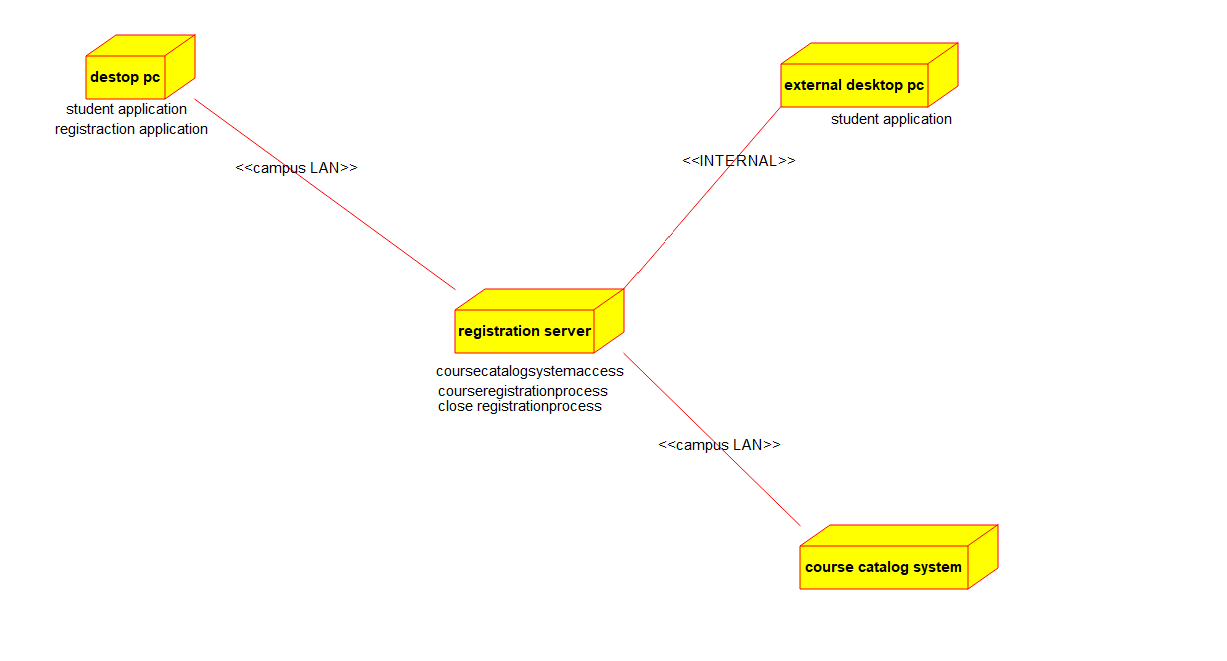 destop pc
student application
registraction application
external desktop pc
student application
<<campus LAN>>
<<INTERNAL>>
registration server
coursecatalogsystemaccess
courseregistrationprocess
close registrationprocess
<<campus LAN>>
course catalog system